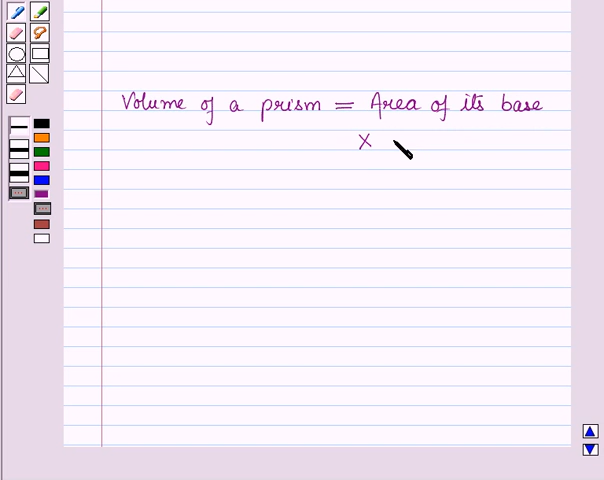 Volume of a prism = Area of its base
×